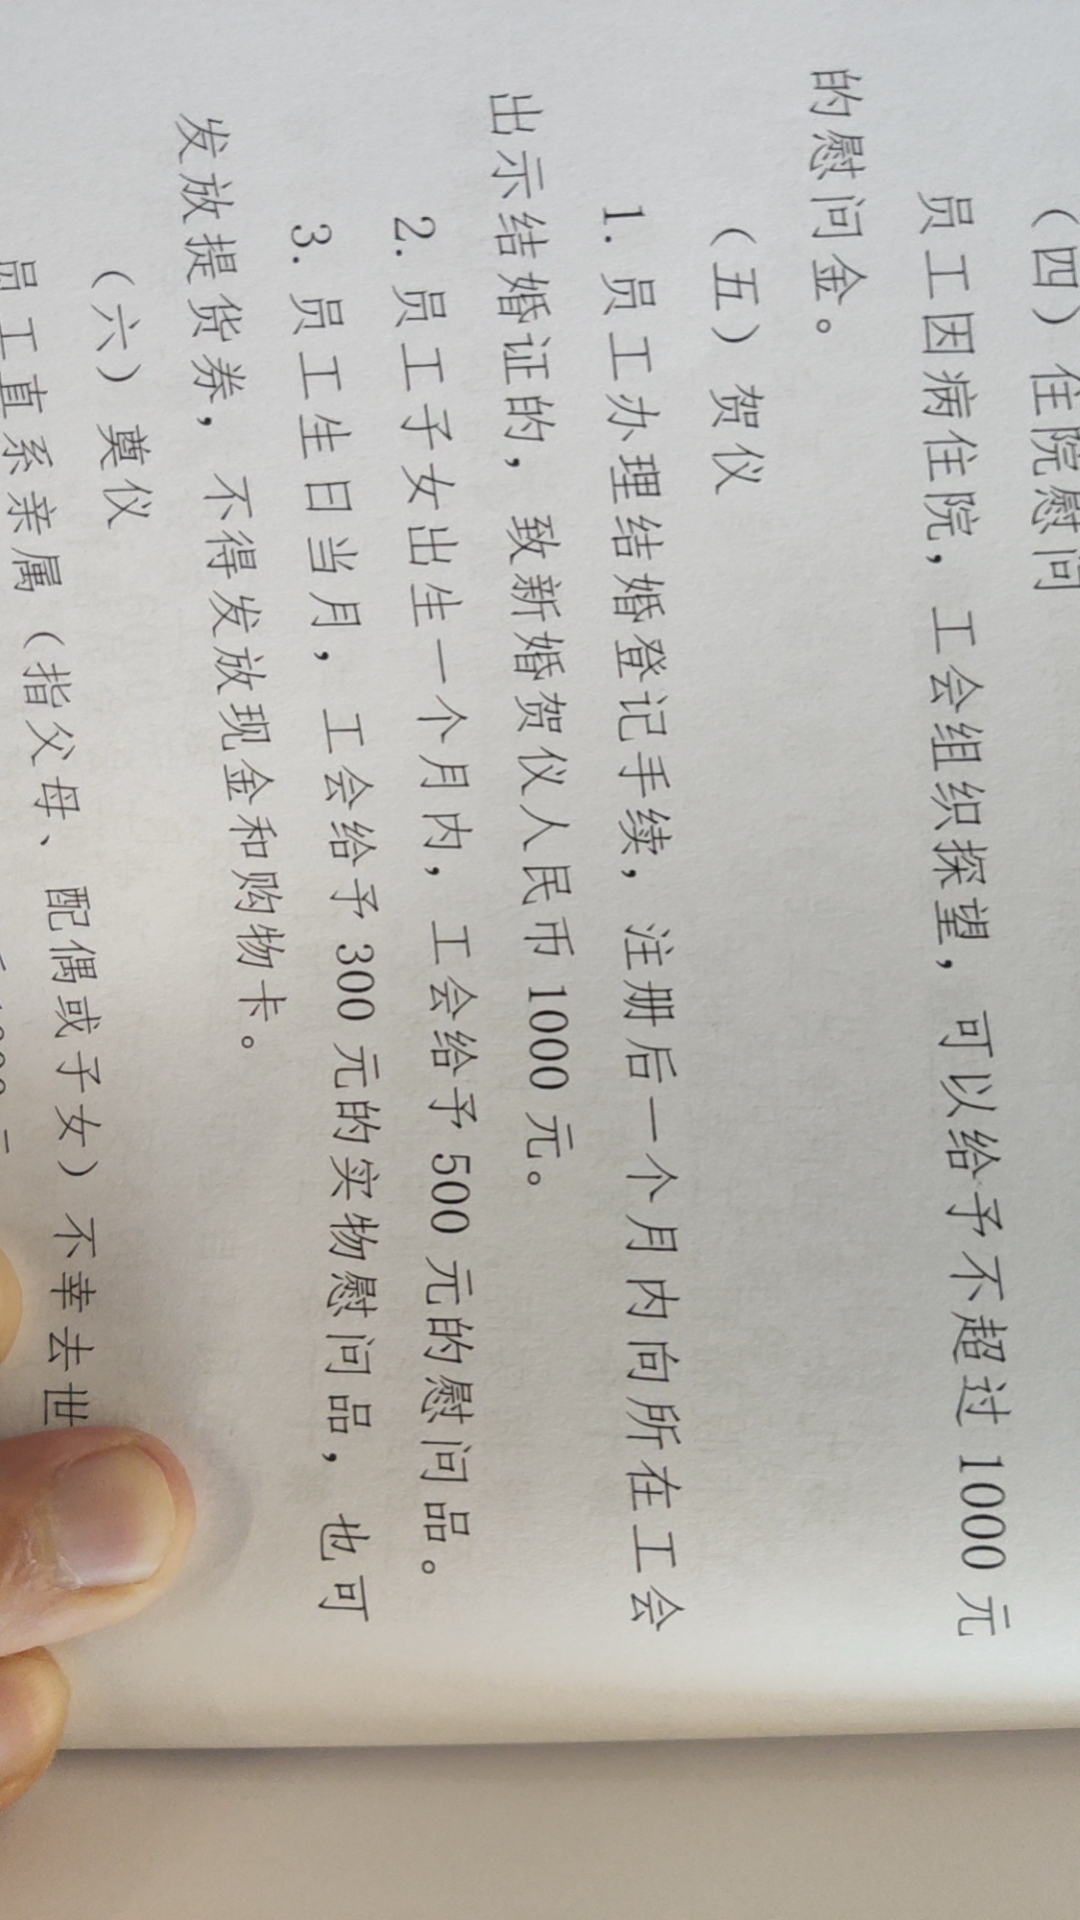 （四）住院慰问
员工因病住院，工会组织探望，可以给予不超过 1000 元
的慰问金。
（五）贺仪
1. 员工办理结婚登记手续，注册后一个月内向所在工会
出示结婚证的，致新婚贺仪人民币 1000 元。
2. 员工子女出生一个月内，工会给予 500 元的慰问品。
3. 员工生日当月，工会给予 300 元的实物慰问品，也可
发放提货券，不得发放现金和购物卡。
（六）奠仪
员工直系亲属（指父母、配偶或子女）不幸去世